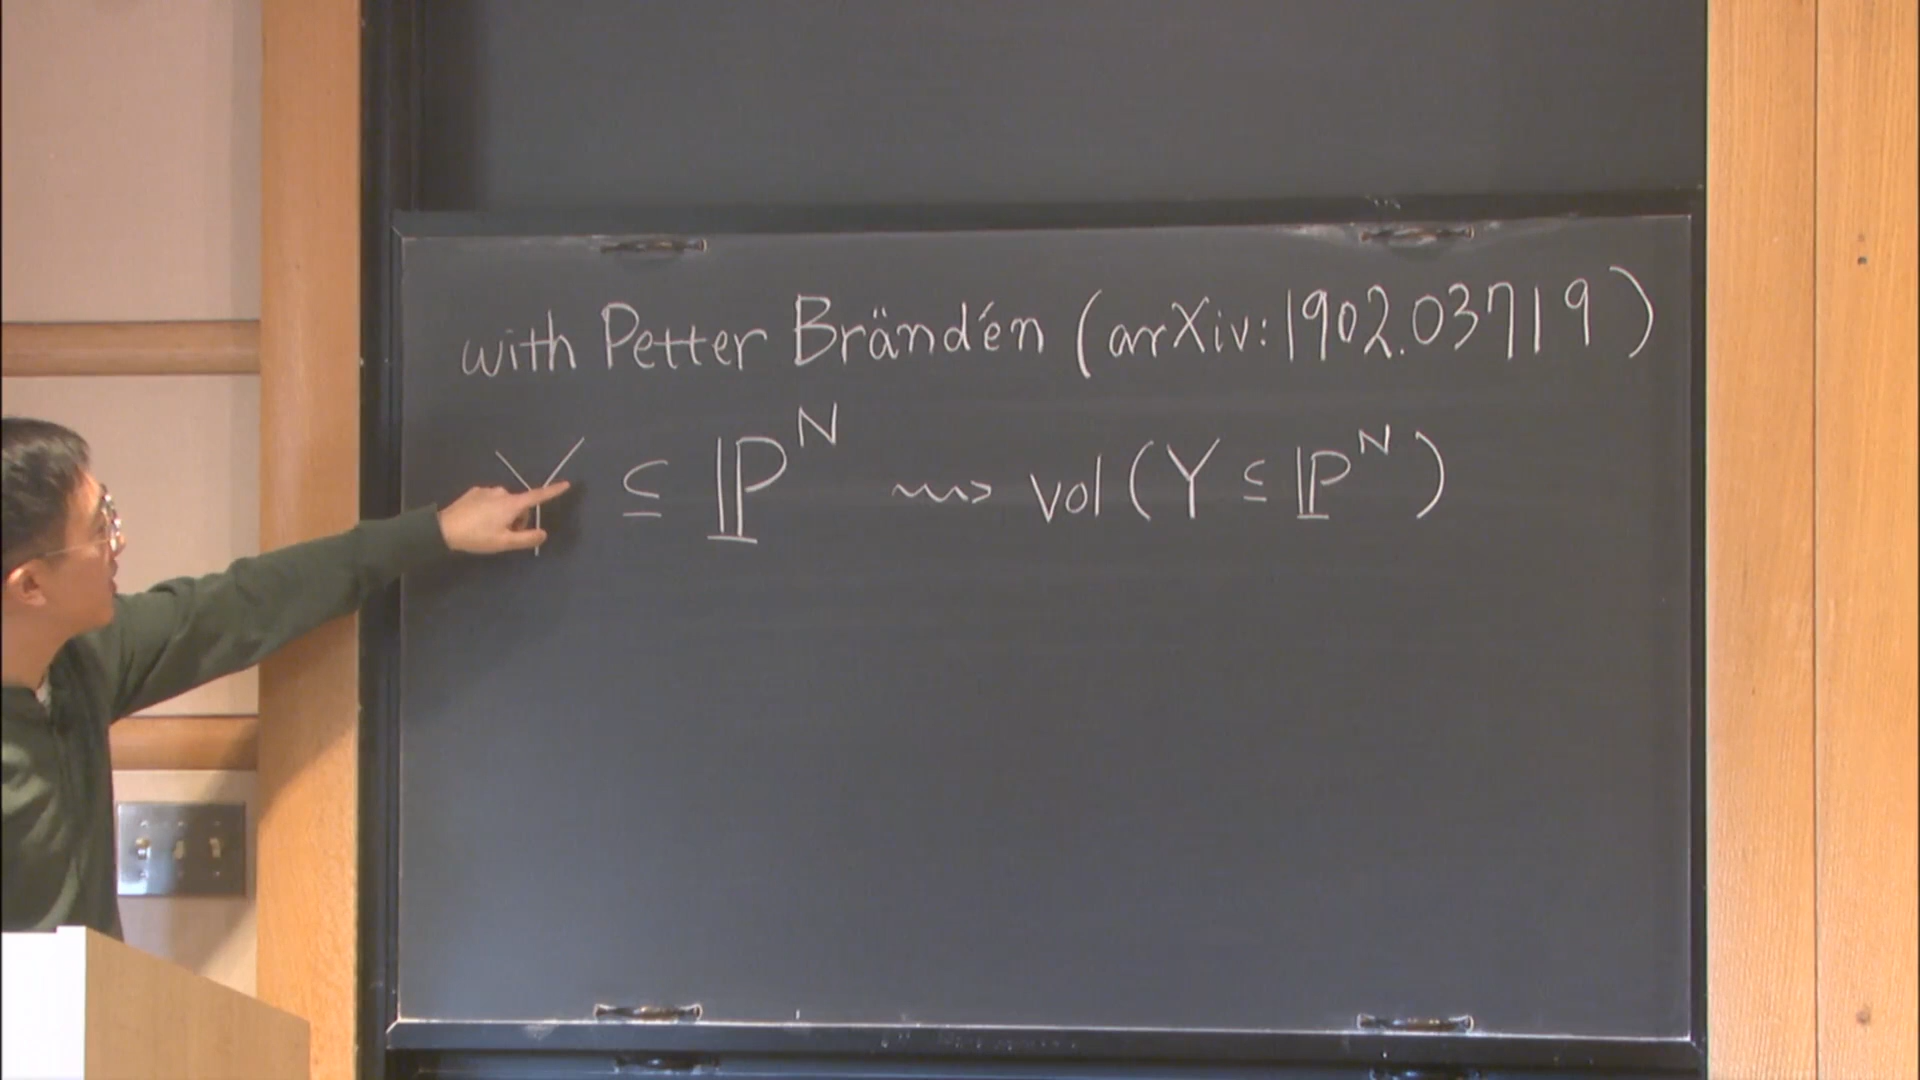 with Petter Brändén (arXiv:1902.03719)
Y ⊆ ℙ^N ⇝ vol(Y ⊆ ℙ^N)